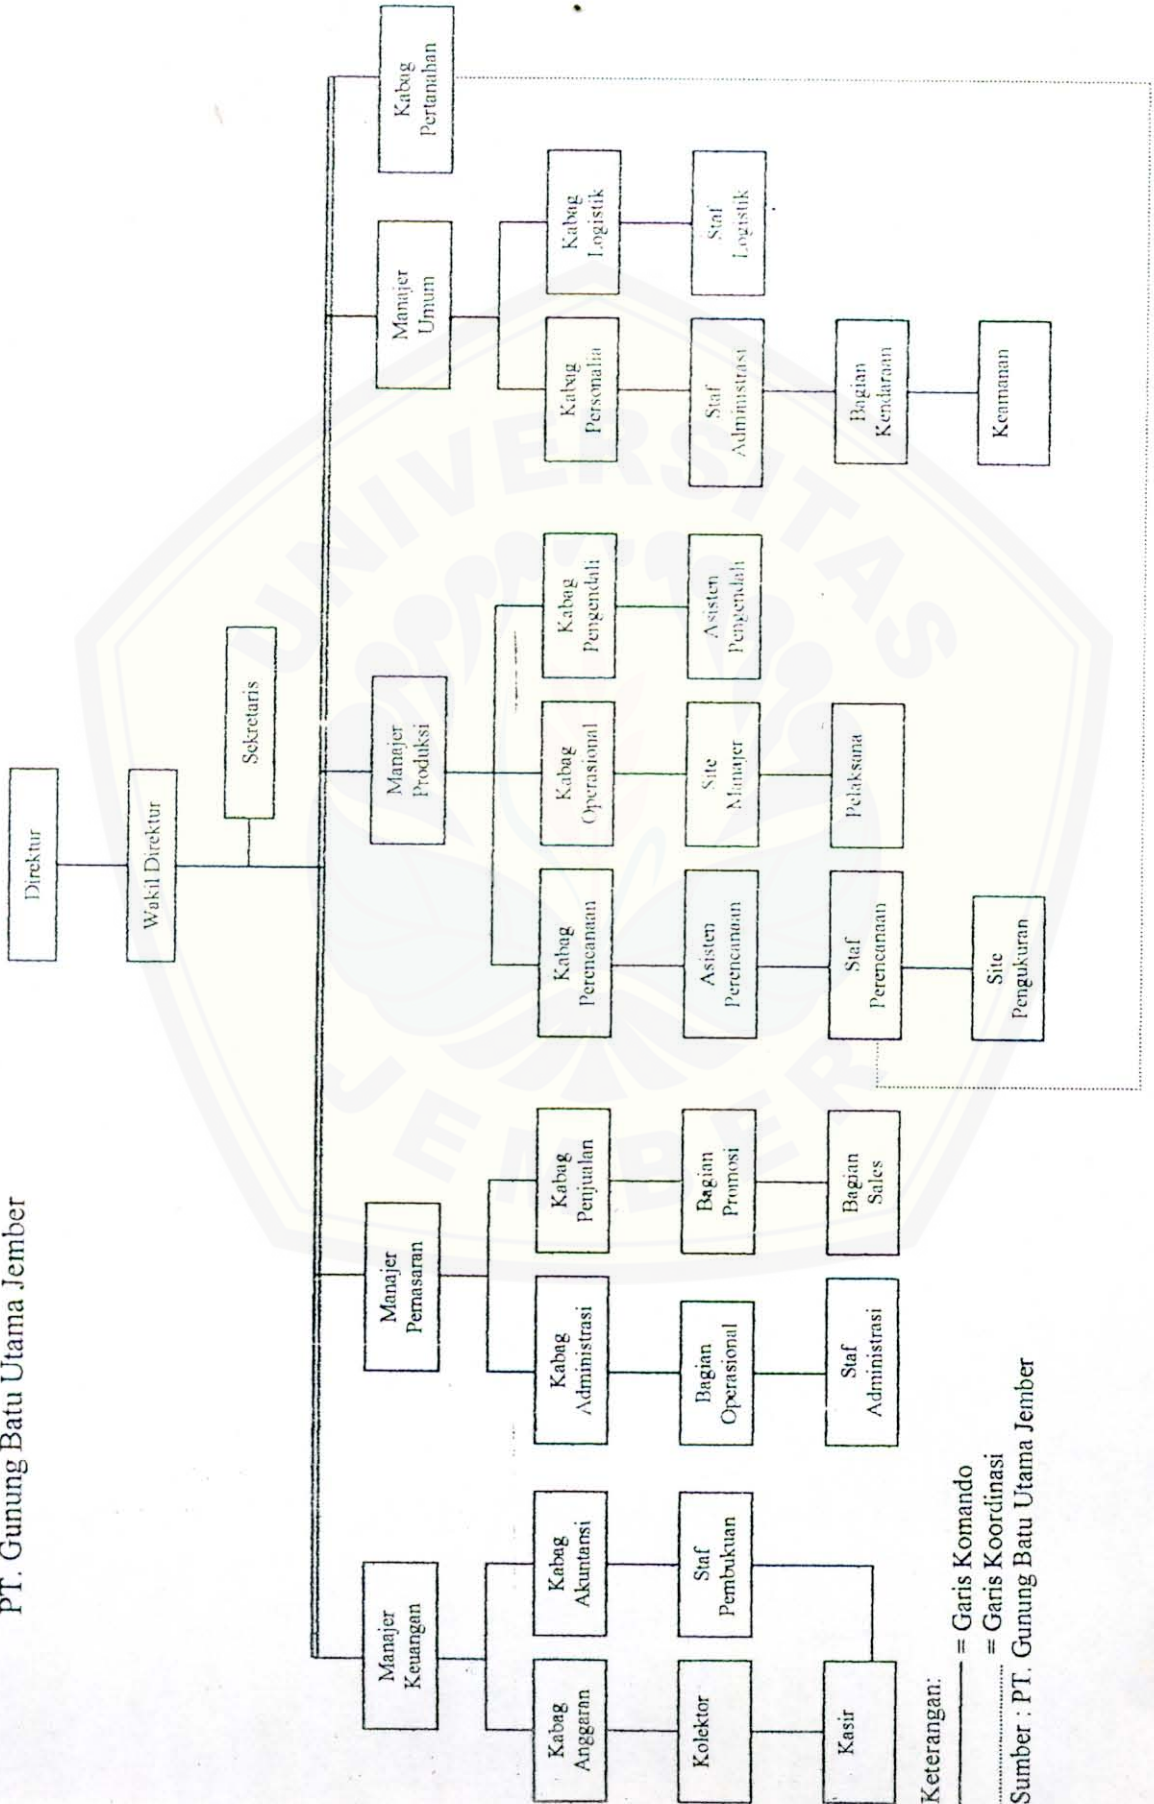 PT. Gunung Batu Utama Jember
Direktur
Wakil Direktur
Sekretaris
Manajer
Keuangan
Manajer
Pemasaran
Manajer
Produksi
Manajer
Umum
Kabag
Pertanahan
Kabag
Anggaran
Kabag
Akuntansi
Kabag
Administrasi
Kabag
Penjualan
Kabag
Perencanaan
Kabag
Operasional
Kabag
Pengendali
Kabag
Personalia
Kabag
Logistik
Kolektor
Staf
Pembukuan
Bagian
Operasional
Bagian
Promosi
Asisten
Perencanaan
Site
Manajer
Asisten
Pengendali
Staf
Administrasi
Staf
Logistik
Kasir
Staf
Administrasi
Bagian
Sales
Staf
Perencanaan
Pelaksana
Bagian
Kendaraan
Site
Pengukuran
Keamanan
Keterangan:
= Garis Komando
= Garis Koordinasi
Sumber : PT. Gunung Batu Utama Jember
UNIVERSITAS
JEMBER